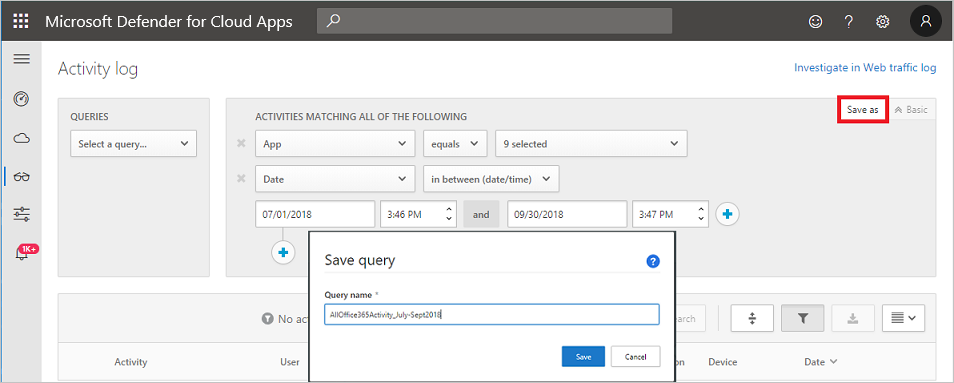 Microsoft Defender for Cloud Apps
Activity log
Investigate in Web traffic log
QUERIES
Select a query...
ACTIVITIES MATCHING ALL OF THE FOLLOWING
Save as
Basic
App equals 9 selected
Date in between (date/time)
07/01/2018 3:46 PM and 09/30/2018 3:47 PM
1K+
Save query
?
Query name *
AllOffice365Activity_July-Sept2018
Save Cancel
No ac
Activity User Device Date